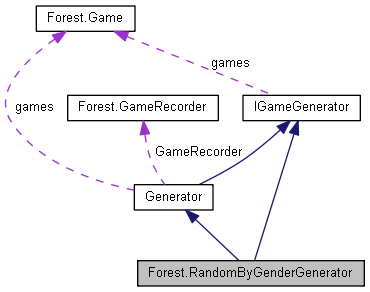 Forest.Game
games
games
Forest.GameRecorder
IGameGenerator
GameRecorder
Generator
Forest.RandomByGenderGenerator